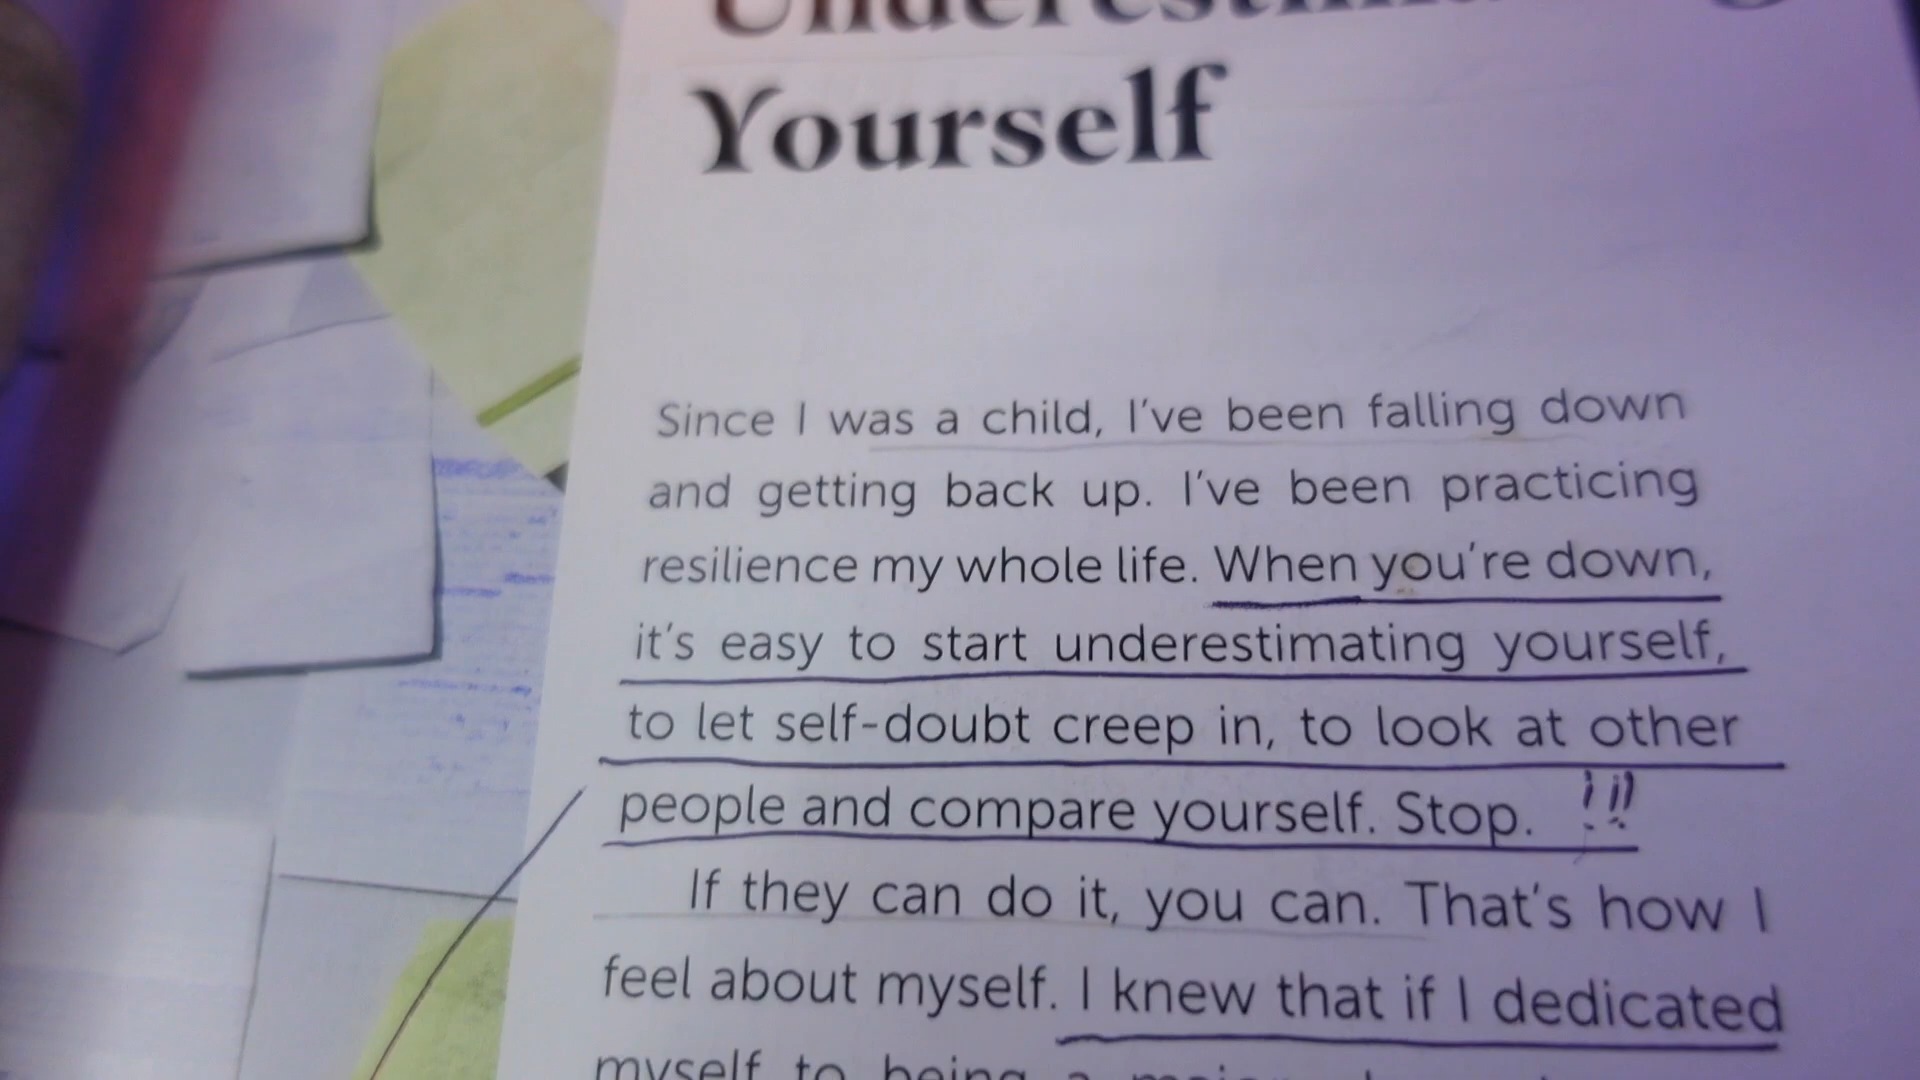 Yourself
Since I was a child, I've been falling down
and getting back up. I've been practicing
resilience my whole life. When you're down,
it's easy to start underestimating yourself,
to let self-doubt creep in, to look at other
people and compare yourself. Stop. !!!
If they can do it, you can. That's how I
feel about myself. I knew that if I dedicated
myself to being a